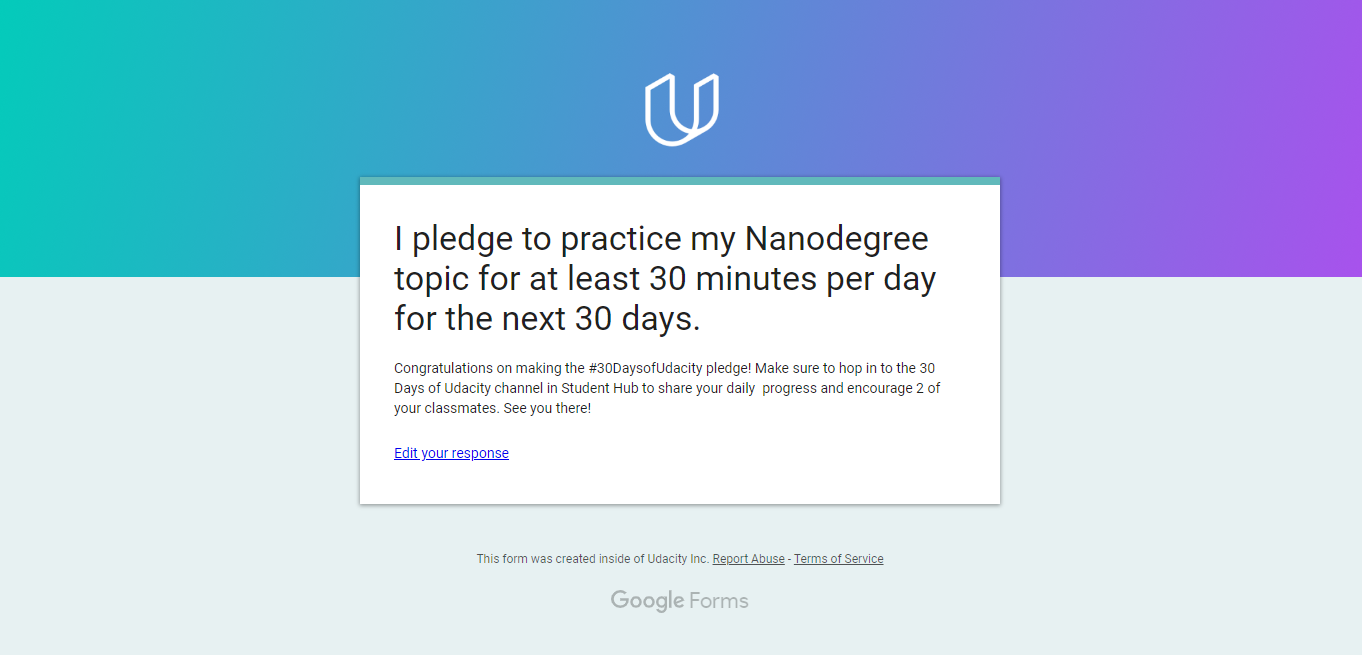 I pledge to practice my Nanodegree
topic for at least 30 minutes per day
for the next 30 days.
Congratulations on making the #30DaysofUdacity pledge! Make sure to hop in to the 30
Days of Udacity channel in Student Hub to share your daily  progress and encourage 2 of
your classmates. See you there!
Edit your response
This form was created inside of Udacity Inc. Report Abuse - Terms of Service
Google Forms